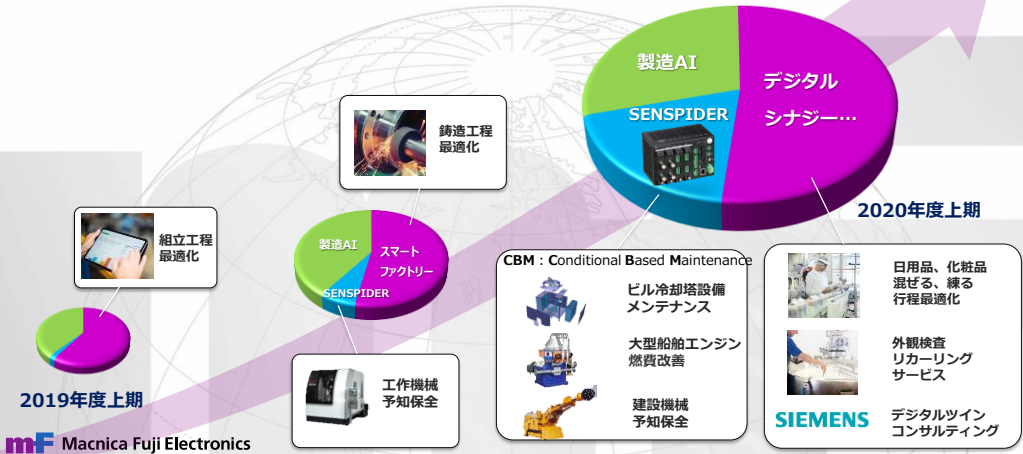 製造AI
デジタル
シナジー…
SENSPIDER
2020年度上期
鋳造工程
最適化
組立工程
最適化
製造AI
スマート
ファクトリー
SENSPIDER
2019年度上期
工作機械
予知保全
CBM：Conditional Based Maintenance
ビル冷却塔設備
メンテナンス
大型船舶エンジン
燃費改善
建設機械
予知保全
日用品、化粧品
混ぜる、練る
行程最適化
外観検査
リカーリング
サービス
SIEMENS
デジタルツイン
コンサルティング
mF Macnica Fuji Electronics